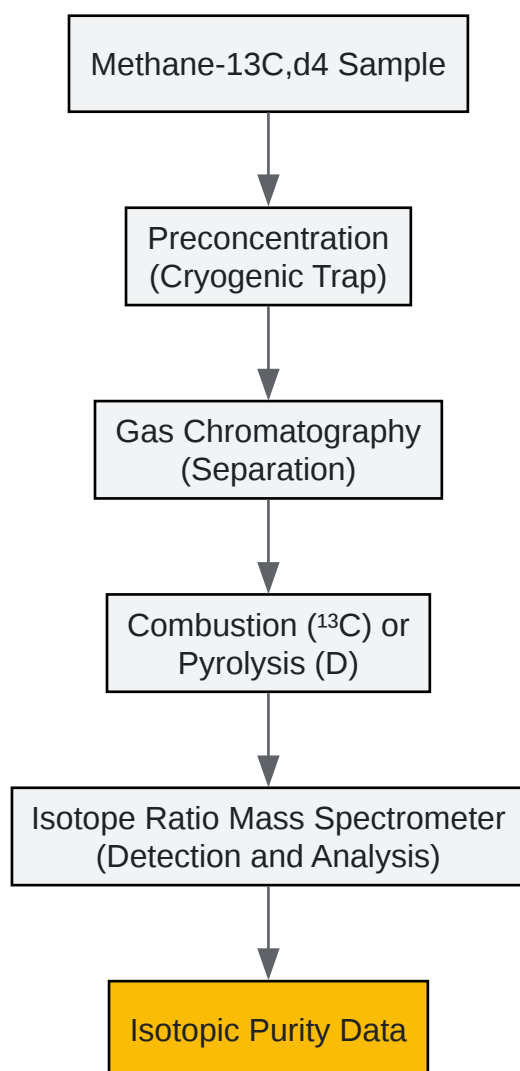 Methane-13C,d4 Sample
Preconcentration
(Cryogenic Trap)
Gas Chromatography
(Separation)
Combustion (¹³C) or
Pyrolysis (D)
Isotope Ratio Mass Spectrometer
(Detection and Analysis)
Isotopic Purity Data